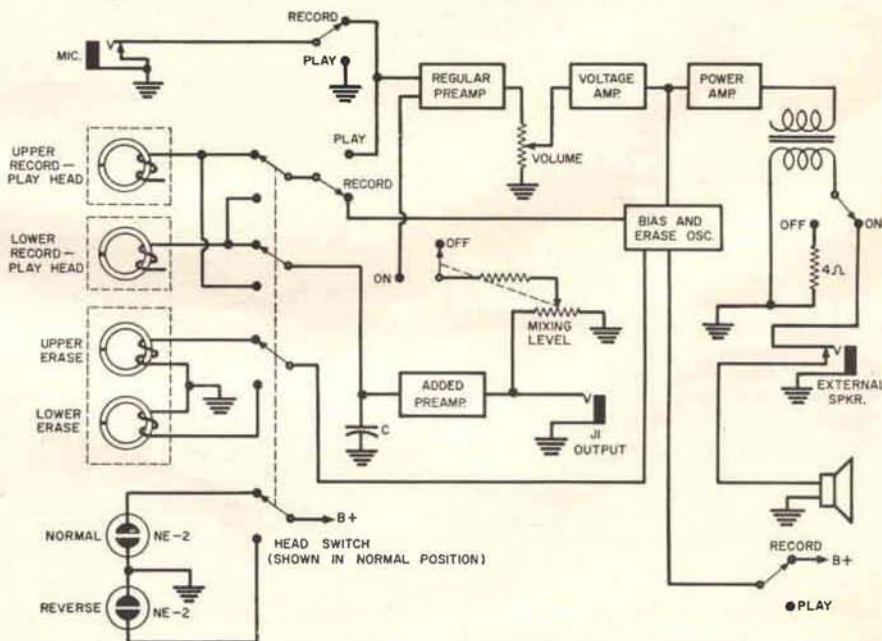 RECORD
MIC.
PLAY
REGULAR
PREAMP.
VOLTAGE
AMP.
POWER
AMP.
VOLUME
UPPER
RECORD—
PLAY HEAD
PLAY
RECORD
LOWER
RECORD—
PLAY HEAD
BIAS AND
ERASE OSC.
OFF
ON
MIXING
LEVEL
OFF
ON
4Ω
UPPER
ERASE
LOWER
ERASE
ADDED
PREAMP.
C
J1
OUTPUT
EXTERNAL
SPKR.
NORMAL
NE-2
B+
HEAD SWITCH
(SHOWN IN NORMAL POSITION)
REVERSE
NE-2
RECORD
B+
PLAY